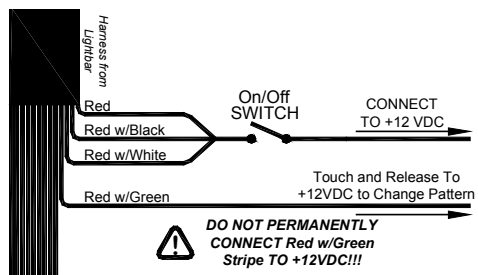 Harness from
Lightbar
Red
On/Off
SWITCH
CONNECT
TO +12 VDC
Red w/Black
Red w/White
Touch and Release To
+12VDC to Change Pattern
Red w/Green
DO NOT PERMANENTLY
CONNECT Red w/Green
Stripe TO +12VDC!!!